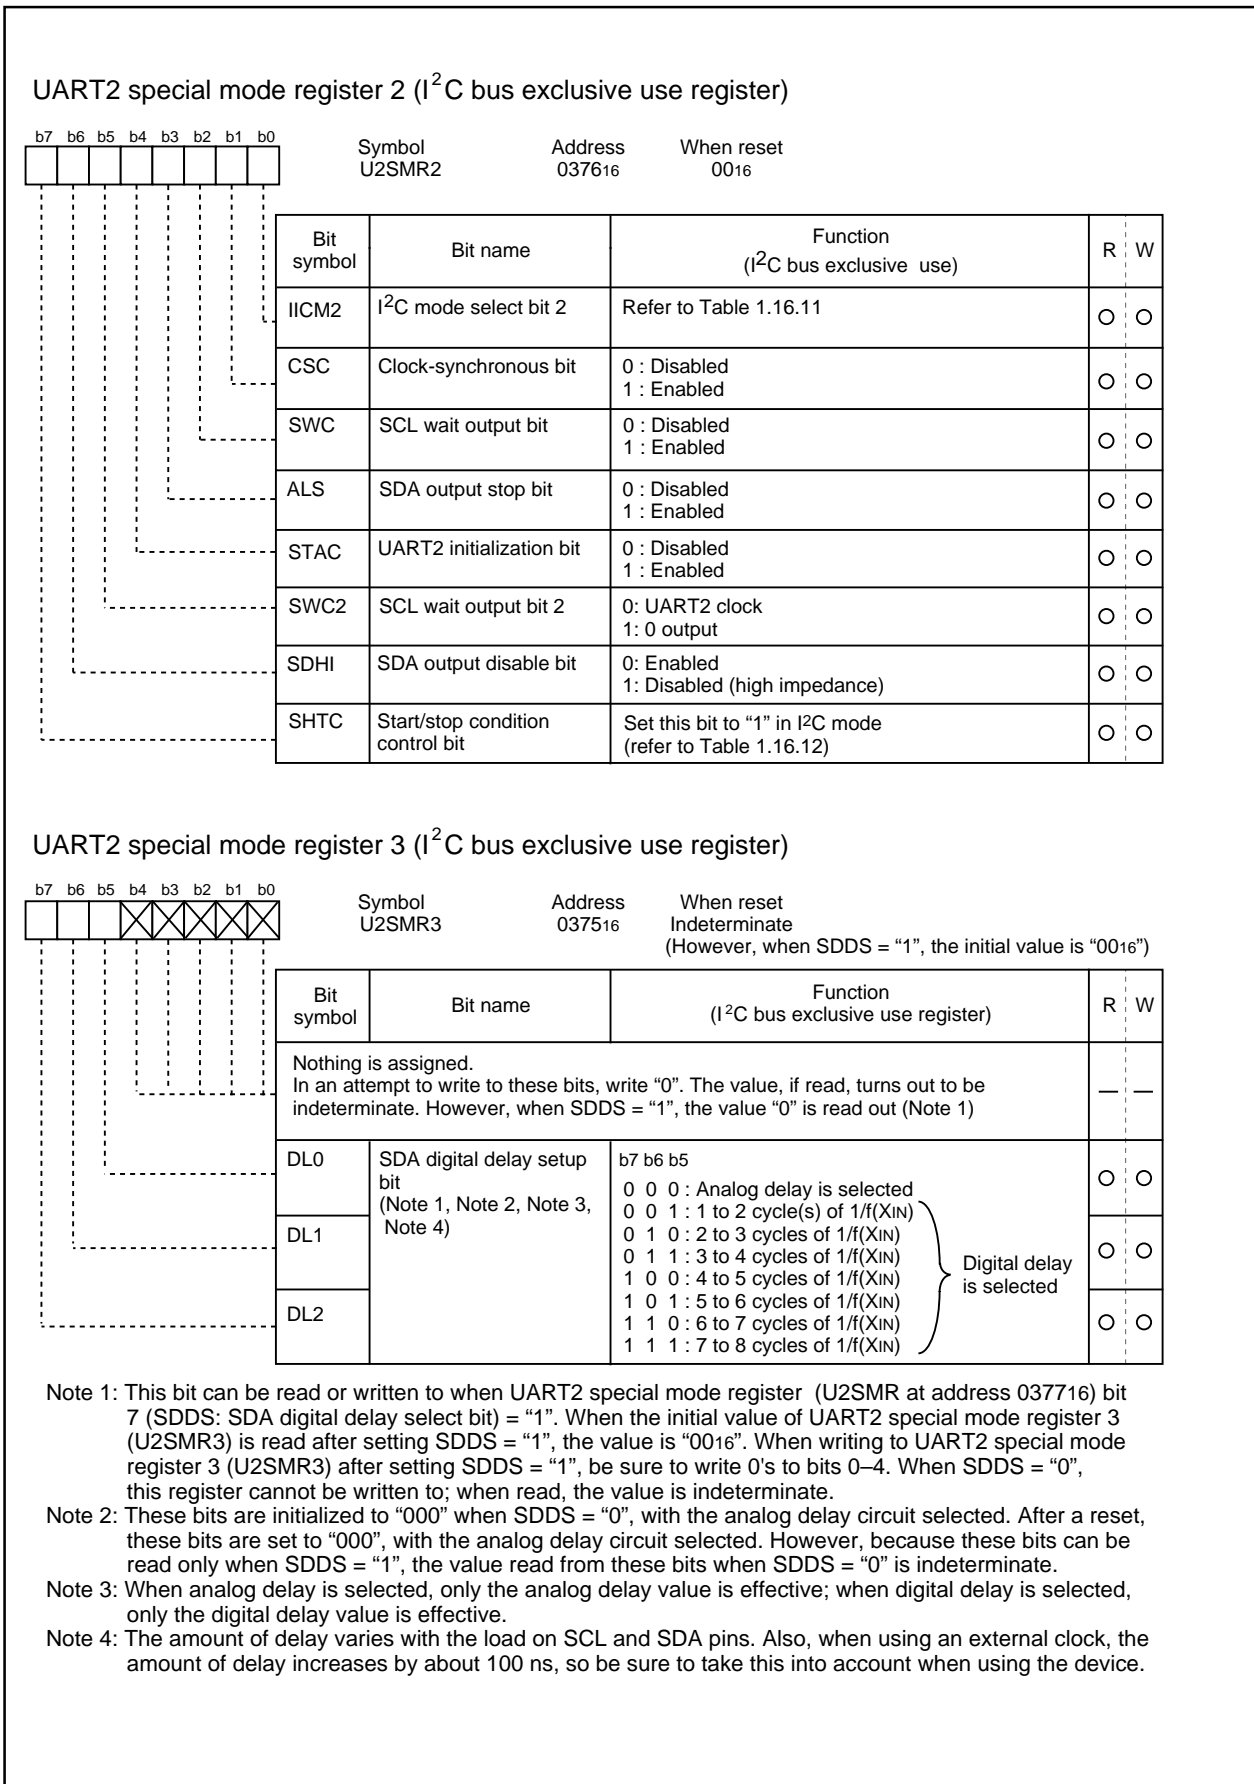 UART2 special mode register 2 (I2C bus exclusive use register)
b7 b6 b5 b4 b3 b2 b1 b0
Symbol Address When reset
U2SMR2 037616 0016
Bit symbol Bit name Function (I2C bus exclusive use) R W
IICM2 I2C mode select bit 2 Refer to Table 1.16.11
CSC Clock-synchronous bit 0 : Disabled
1 : Enabled
SWC SCL wait output bit 0 : Disabled
1 : Enabled
ALS SDA output stop bit 0 : Disabled
1 : Enabled
STAC UART2 initialization bit 0 : Disabled
1 : Enabled
SWC2 SCL wait output bit 2 0: UART2 clock
1: 0 output
SDHI SDA output disable bit 0: Enabled
1: Disabled (high impedance)
SHTC Start/stop condition Set this bit to “1” in I2C mode
control bit (refer to Table 1.16.12)
UART2 special mode register 3 (I2C bus exclusive use register)
b7 b6 b5 b4 b3 b2 b1 b0
Symbol Address When reset
U2SMR3 037516 Indeterminate
(However, when SDDS = “1”, the initial value is “0016”)
Bit symbol Bit name Function (I2C bus exclusive use register) R W
Nothing is assigned.
In an attempt to write to these bits, write “0”. The value, if read, turns out to be
indeterminate. However, when SDDS = “1”, the value “0” is read out (Note 1)
— —
DL0 SDA digital delay setup
bit
(Note 1, Note 2, Note 3,
Note 4)
DL1
DL2
b7 b6 b5
0 0 0 : Analog delay is selected
0 0 1 : 1 to 2 cycle(s) of 1/f(XIN)
0 1 0 : 2 to 3 cycles of 1/f(XIN)
0 1 1 : 3 to 4 cycles of 1/f(XIN)
1 0 0 : 4 to 5 cycles of 1/f(XIN)
1 0 1 : 5 to 6 cycles of 1/f(XIN)
1 1 0 : 6 to 7 cycles of 1/f(XIN)
1 1 1 : 7 to 8 cycles of 1/f(XIN)
Digital delay
is selected
Note 1: This bit can be read or written to when UART2 special mode register (U2SMR at address 037716) bit
7 (SDDS: SDA digital delay select bit) = “1”. When the initial value of UART2 special mode register 3
(U2SMR3) is read after setting SDDS = “1”, the value is “0016”. When writing to UART2 special mode
register 3 (U2SMR3) after setting SDDS = “1”, be sure to write 0's to bits 0–4. When SDDS = “0”,
this register cannot be written to; when read, the value is indeterminate.
Note 2: These bits are initialized to “000” when SDDS = “0”, with the analog delay circuit selected. After a reset,
these bits are set to “000”, with the analog delay circuit selected. However, because these bits can be
read only when SDDS = “1”, the value read from these bits when SDDS = “0” is indeterminate.
Note 3: When analog delay is selected, only the analog delay value is effective; when digital delay is selected,
only the digital delay value is effective.
Note 4: The amount of delay varies with the load on SCL and SDA pins. Also, when using an external clock, the
amount of delay increases by about 100 ns, so be sure to take this into account when using the device.